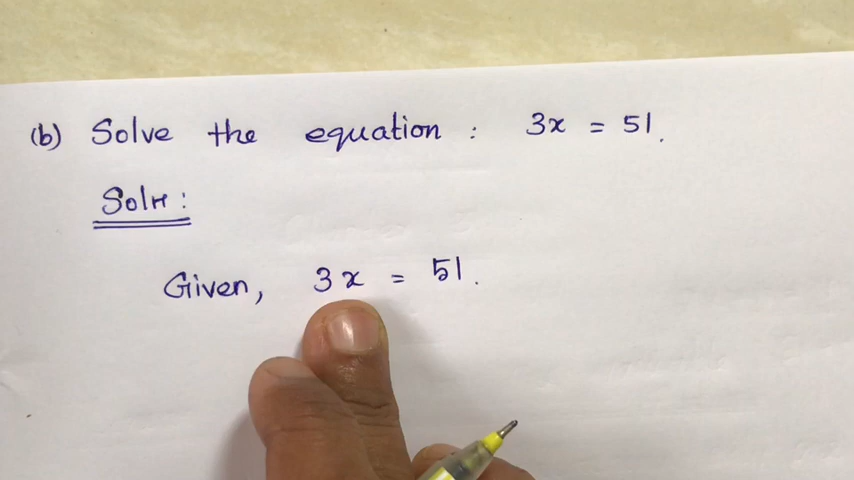 (b) Solve the equation : 3x = 51.
Soln:
Given, 3x = 51.